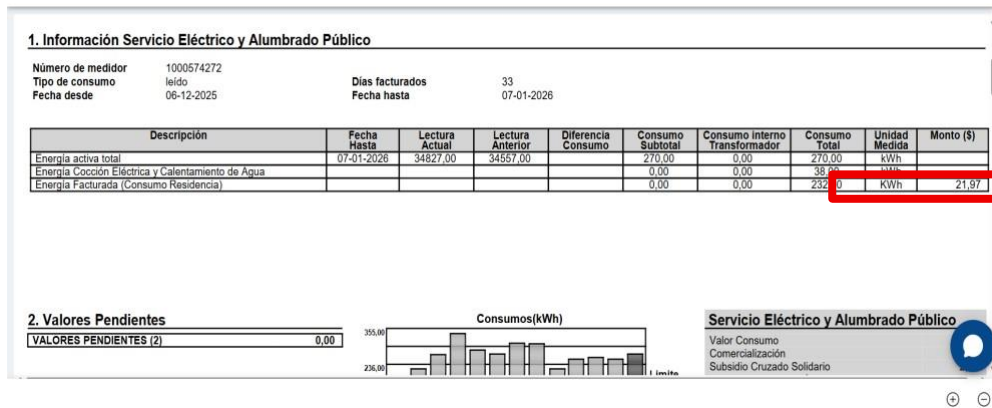 1. Información Servicio Eléctrico y Alumbrado Público
Número de medidor 1000574272
Tipo de consumo leído Días facturados 33
Fecha desde 06-12-2025 Fecha hasta 07-01-2026
Descripción Fecha Hasta Lectura Actual Lectura Anterior Diferencia Consumo Consumo Subtotal Consumo interno Transformador Consumo Total Unidad Medida Monto ($)
Energía activa total 07-01-2026 34827,00 34557,00 270,00 0,00 270,00 kWh
Energía Cocción Eléctrica y Calentamiento de Agua 0,00 0,00 38,00 kWh
Energía Facturada (Consumo Residencia) 0,00 0,00 KWh 21,97
2. Valores Pendientes
VALORES PENDIENTES (2) 0,00
Consumos(kWh)
355,00
236,00
Limite
Servicio Eléctrico y Alumbrado Público
Valor Consumo
Comercialización
Subsidio Cruzado Solidario